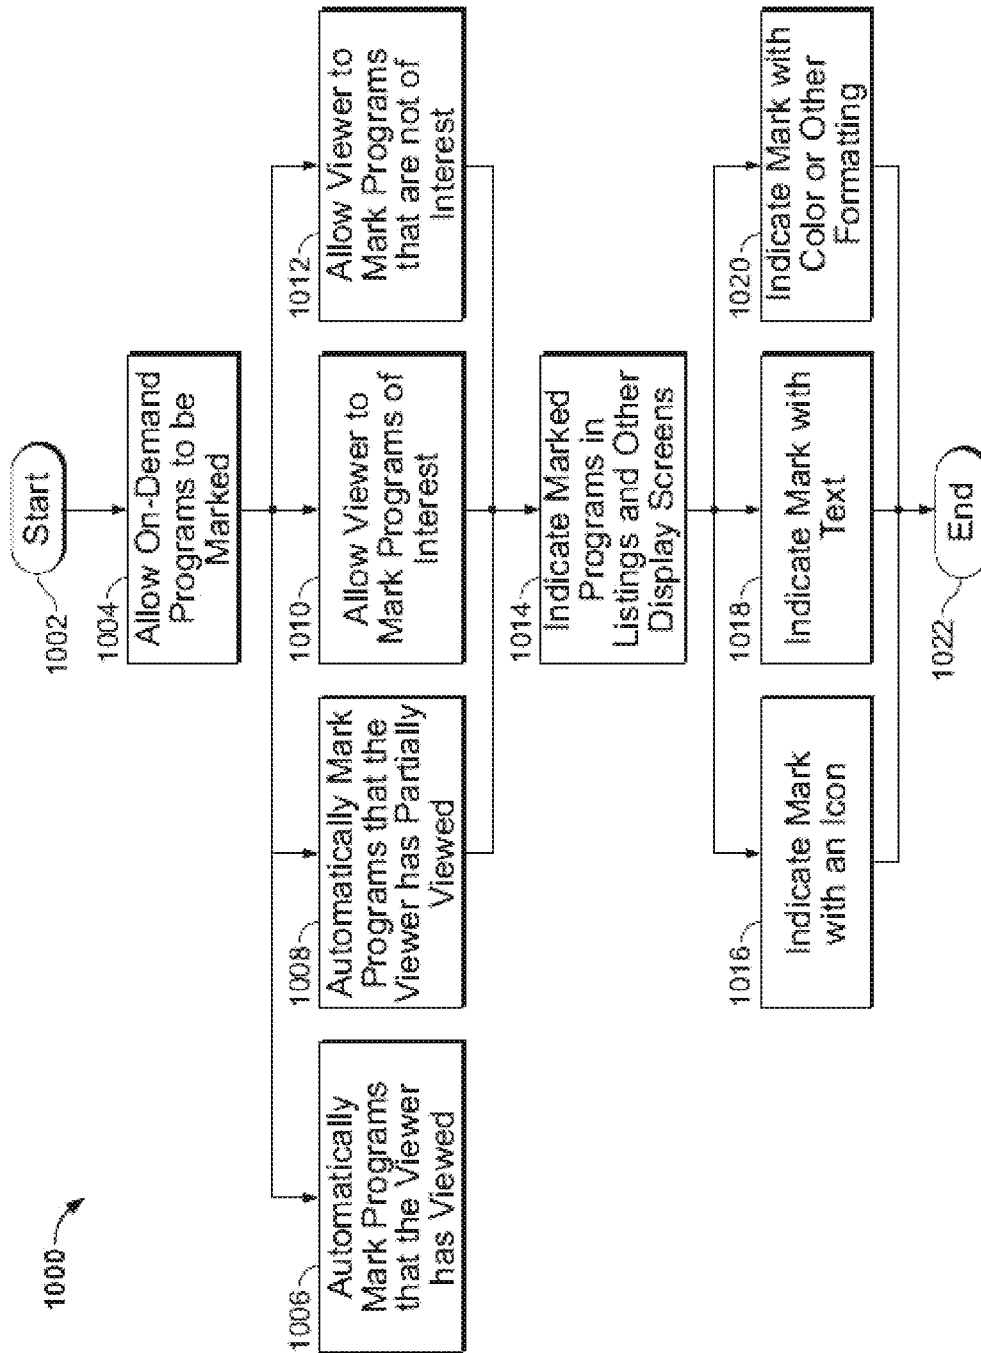 1000
Start
1002
1004
Allow On-Demand
Programs to be
Marked
1006
Automatically
Mark Programs
that the Viewer
has Viewed
1008
Automatically Mark
Programs that the
Viewer has Partially
Viewed
1010
Allow Viewer to
Mark Programs of
Interest
1012
Allow Viewer to
Mark Programs
that are not of
Interest
1014
Indicate Marked
Programs in
Listings and Other
Display Screens
1016
Indicate Mark
with an Icon
1018
Indicate Mark with
Text
1020
Indicate Mark with
Color or Other
Formatting
End
1022